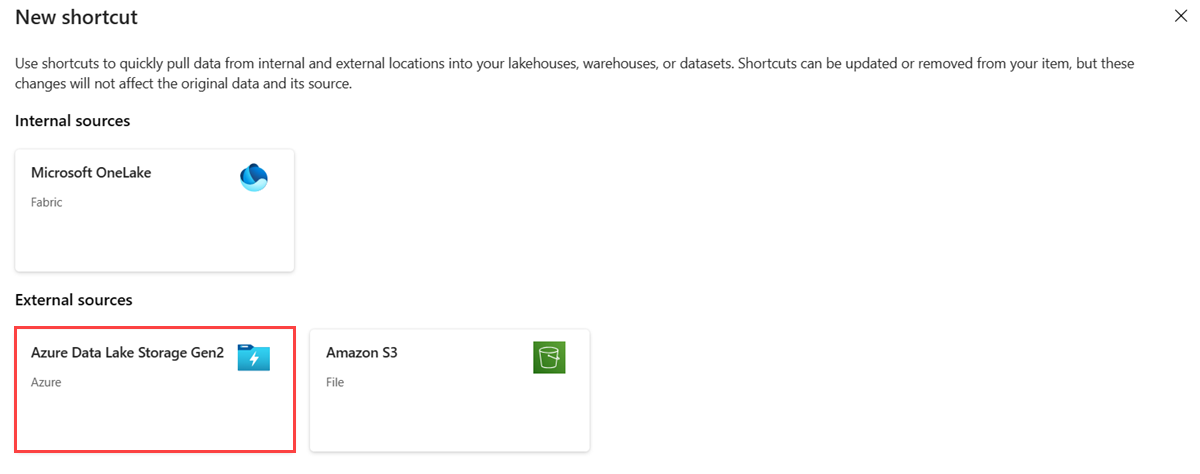 New shortcut
Use shortcuts to quickly pull data from internal and external locations into your lakehouses, warehouses, or datasets. Shortcuts can be updated or removed from your item, but these
changes will not affect the original data and its source.
Internal sources
Microsoft OneLake
Fabric
External sources
Azure Data Lake Storage Gen2
Azure
Amazon S3
File